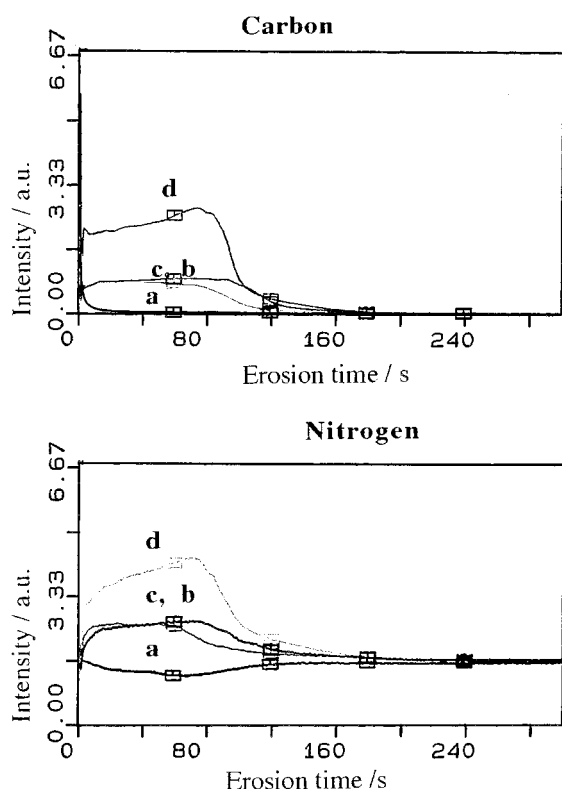 Carbon
6.67
3.33
0.00
Intensity / a.u.
d
c, b
a
0 80 160 240
Erosion time / s
Nitrogen
6.67
3.33
0.00
Intensity / a.u.
d
c, b
a
0 80 160 240
Erosion time /s